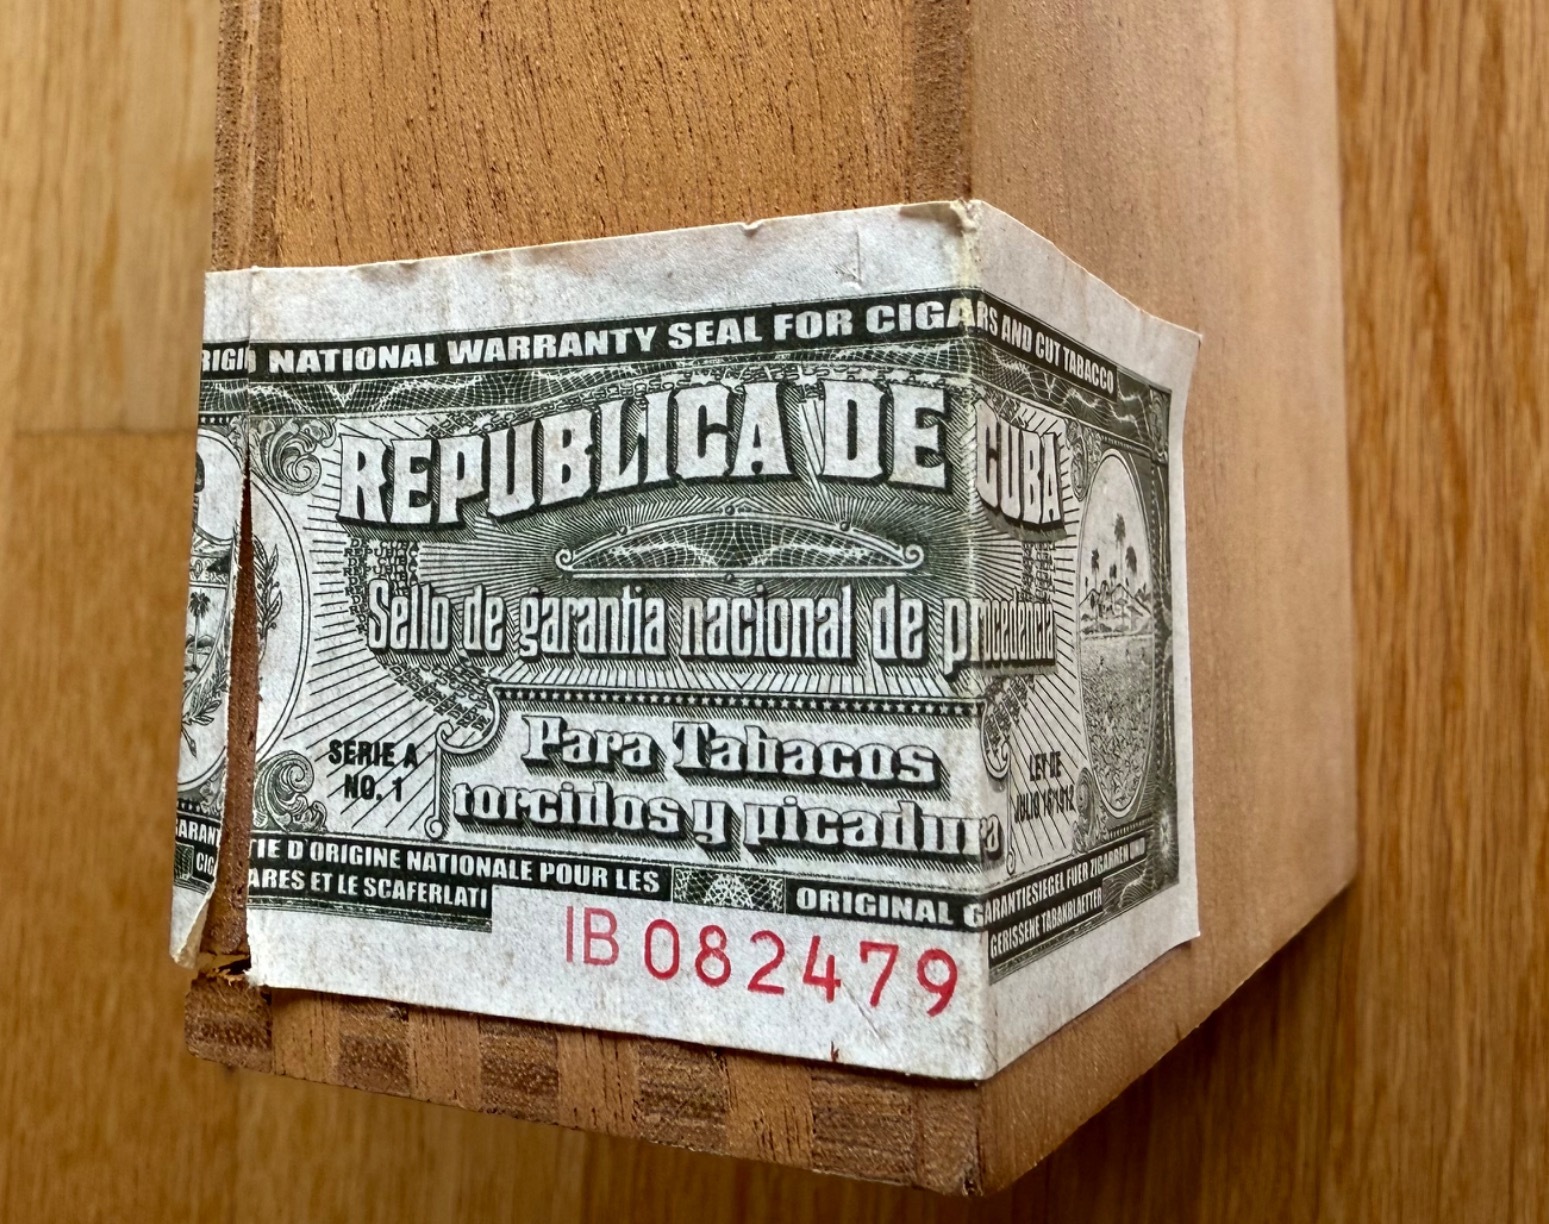 NATIONAL WARRANTY SEAL FOR CIGARS AND CUT TABACCO
REPUBLICA DE CUBA
Sello de garantia nacional de procedencia
Para Tabacos
torcidos y picadura
SERIE A
NO. 1
LEY DE
JULIO 16 1912
TIE D'ORIGINE NATIONALE POUR LES
ARES ET LE SCAFERLATI
ORIGINAL GARANTIESIEGEL FUER ZIGARREN UND
GERISSENE TABAKBLATTER
IB 082479